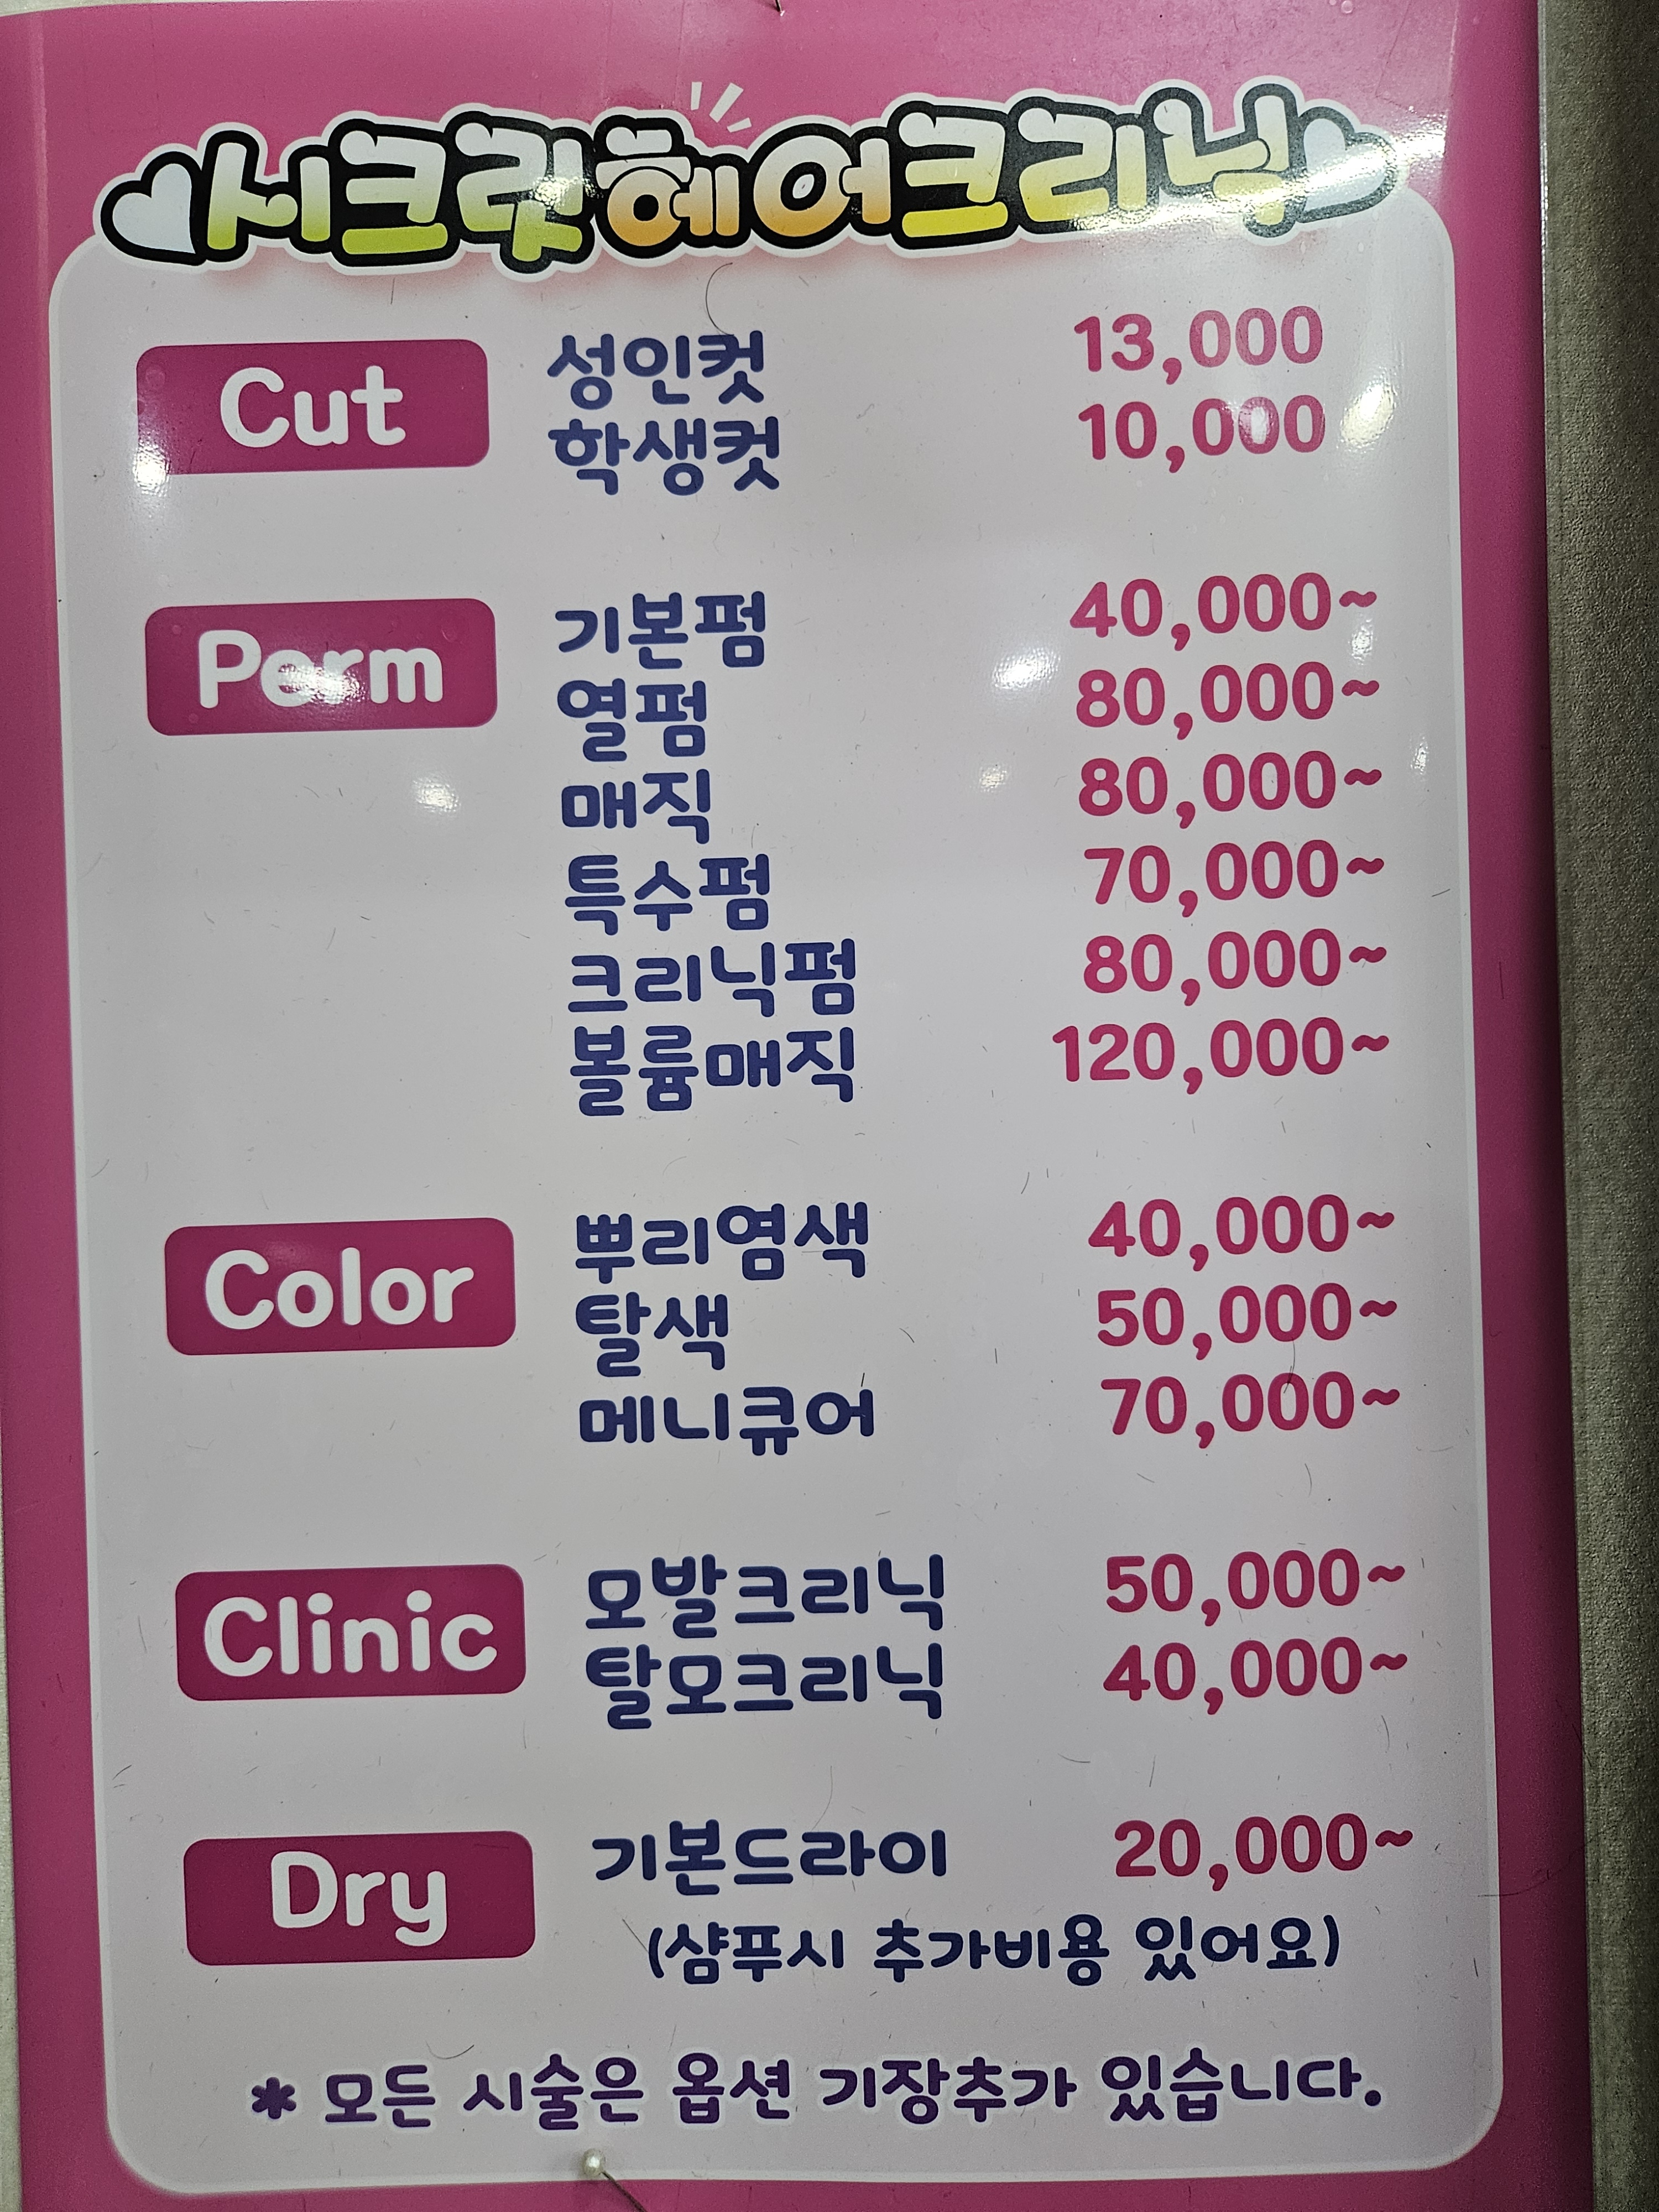 시크릿헤어크리닉
Cut
성인컷 13,000
학생컷 10,000
Perm
기본펌 40,000~
열펌 80,000~
매직 80,000~
특수펌 70,000~
크리닉펌 80,000~
볼륨매직 120,000~
Color
뿌리염색 40,000~
탈색 50,000~
메니큐어 70,000~
Clinic
모발크리닉 50,000~
탈모크리닉 40,000~
Dry
기본드라이 20,000~
(샴푸시 추가비용 있어요)
* 모든 시술은 옵션 기장추가 있습니다.